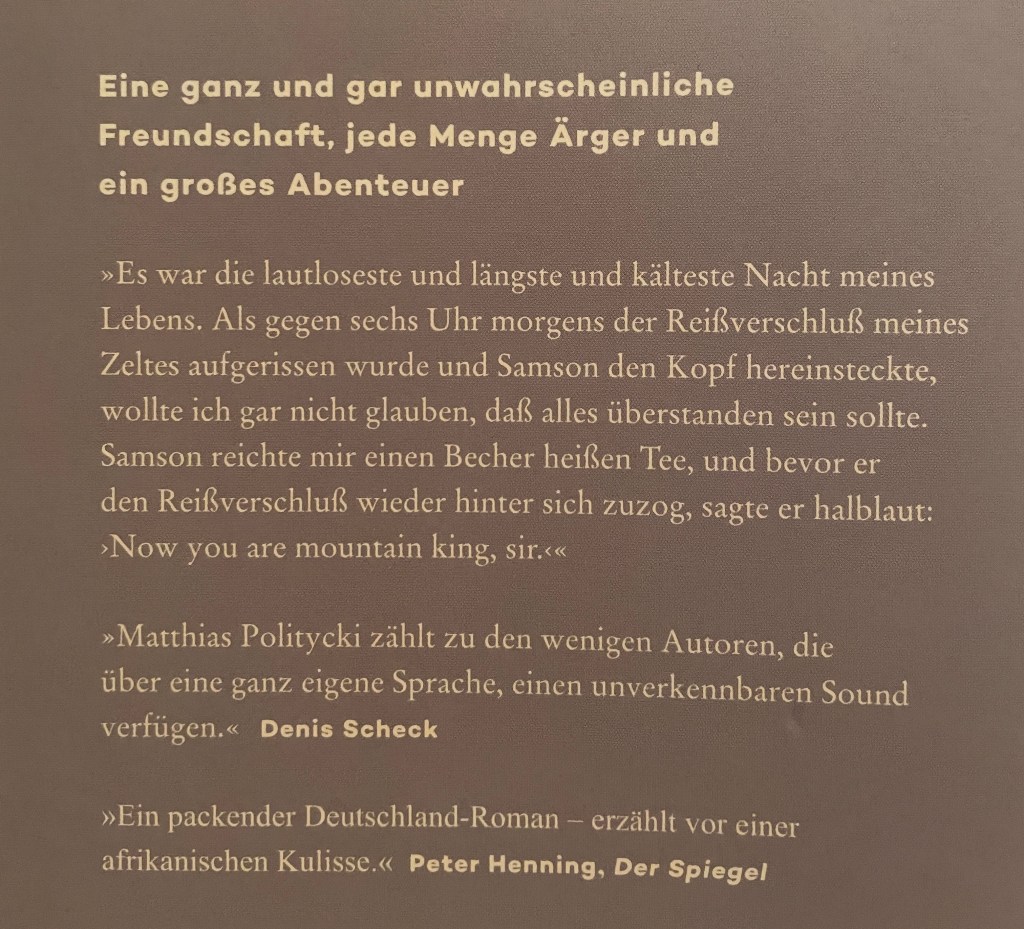 Eine ganz und gar unwahrscheinliche
Freundschaft, jede Menge Ärger und
ein großes Abenteuer
»Es war die lautloseste und längste und kälteste Nacht meines
Lebens. Als gegen sechs Uhr morgens der Reißverschluß meines
Zeltes aufgerissen wurde und Samson den Kopf hereinsteckte,
wollte ich gar nicht glauben, daß alles überstanden sein sollte.
Samson reichte mir einen Becher heißen Tee, und bevor er
den Reißverschluß wieder hinter sich zuzog, sagte er halblaut:
›Now you are mountain king, sir.‹«
»Matthias Politycki zählt zu den wenigen Autoren, die
über eine ganz eigene Sprache, einen unverkennbaren Sound
verfügen.« Denis Scheck
»Ein packender Deutschland-Roman – erzählt vor einer
afrikanischen Kulisse.« Peter Henning, Der Spiegel